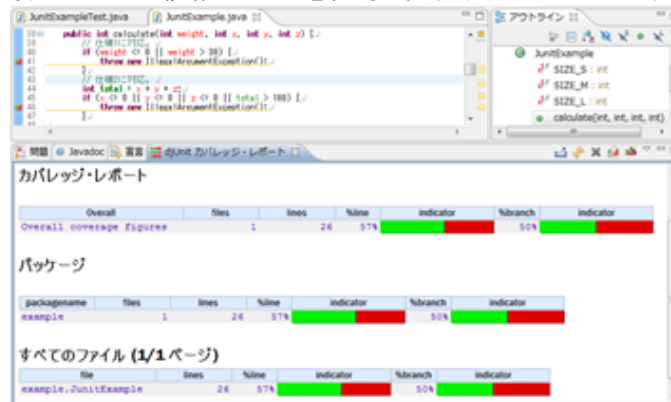 JunitExampleTest.java
JunitExample.java
アウトライン
public int calculate(int weight, int x, int y, int z) {
// 仕様1に対応。
if (weight <= 0 || weight > 30) {
throw new IllegalArgumentException();
}
// 仕様2に対応。
int total = x + y + z;
if (x <= 0 || y <= 0 || z <= 0 || total > 160) {
throw new IllegalArgumentException();
}
JunitExample
SIZE_S : int
SIZE_M : int
SIZE_L : int
calculate(int, int, int, int)
問題
Javadoc
宣言
djUnit カバレッジ・レポート
カバレッジ・レポート
Overall files lines %line indicator %branch indicator
Overall coverage figures 1 26 57% 50%
パッケージ
packagename files lines %line indicator %branch indicator
example 1 26 57% 50%
すべてのファイル (1/1 ページ)
file lines %line indicator %branch indicator
example.JunitExample 26 57% 50%